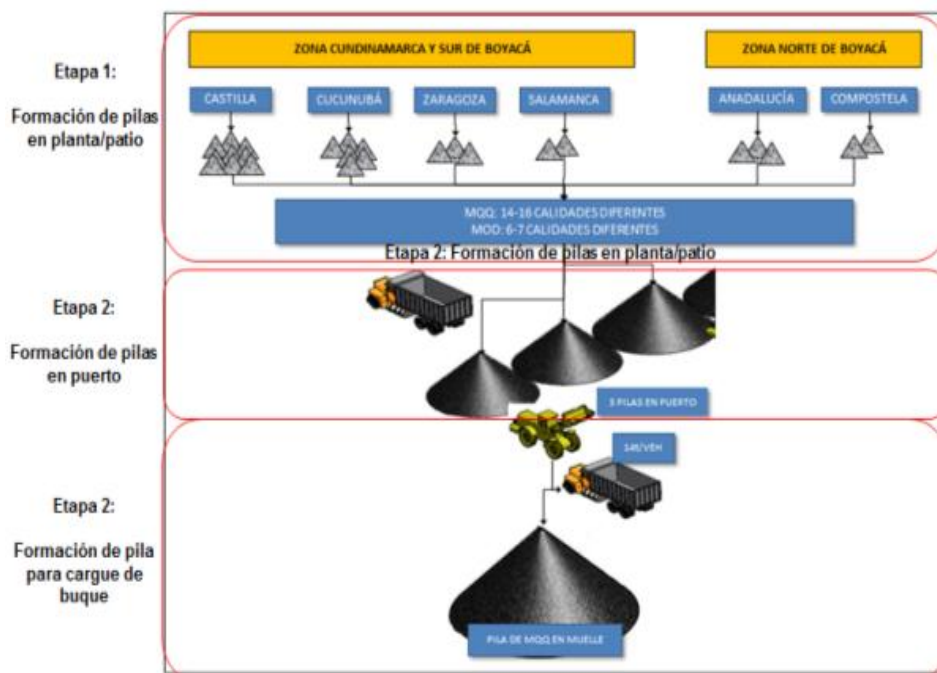 Etapa 1:
Formación de pilas
en planta/patio
ZONA CUNDINAMARCA Y SUR DE BOYACÁ
ZONA NORTE DE BOYACÁ
CASTILLA
CUCUNUBÁ
ZARAGOZA
SALAMANCA
ANADALUCÍA
COMPOSTELA
MQQ: 14-16 CALIDADES DIFERENTES
MOD: 6-7 CALIDADES DIFERENTES
Etapa 2: Formación de pilas en planta/patio
Etapa 2:
Formación de pilas
en puerto
3 PILAS EN PUERTO
Etapa 2:
Formación de pila
para cargue de
buque
PILA DE MQQ EN MUELLE